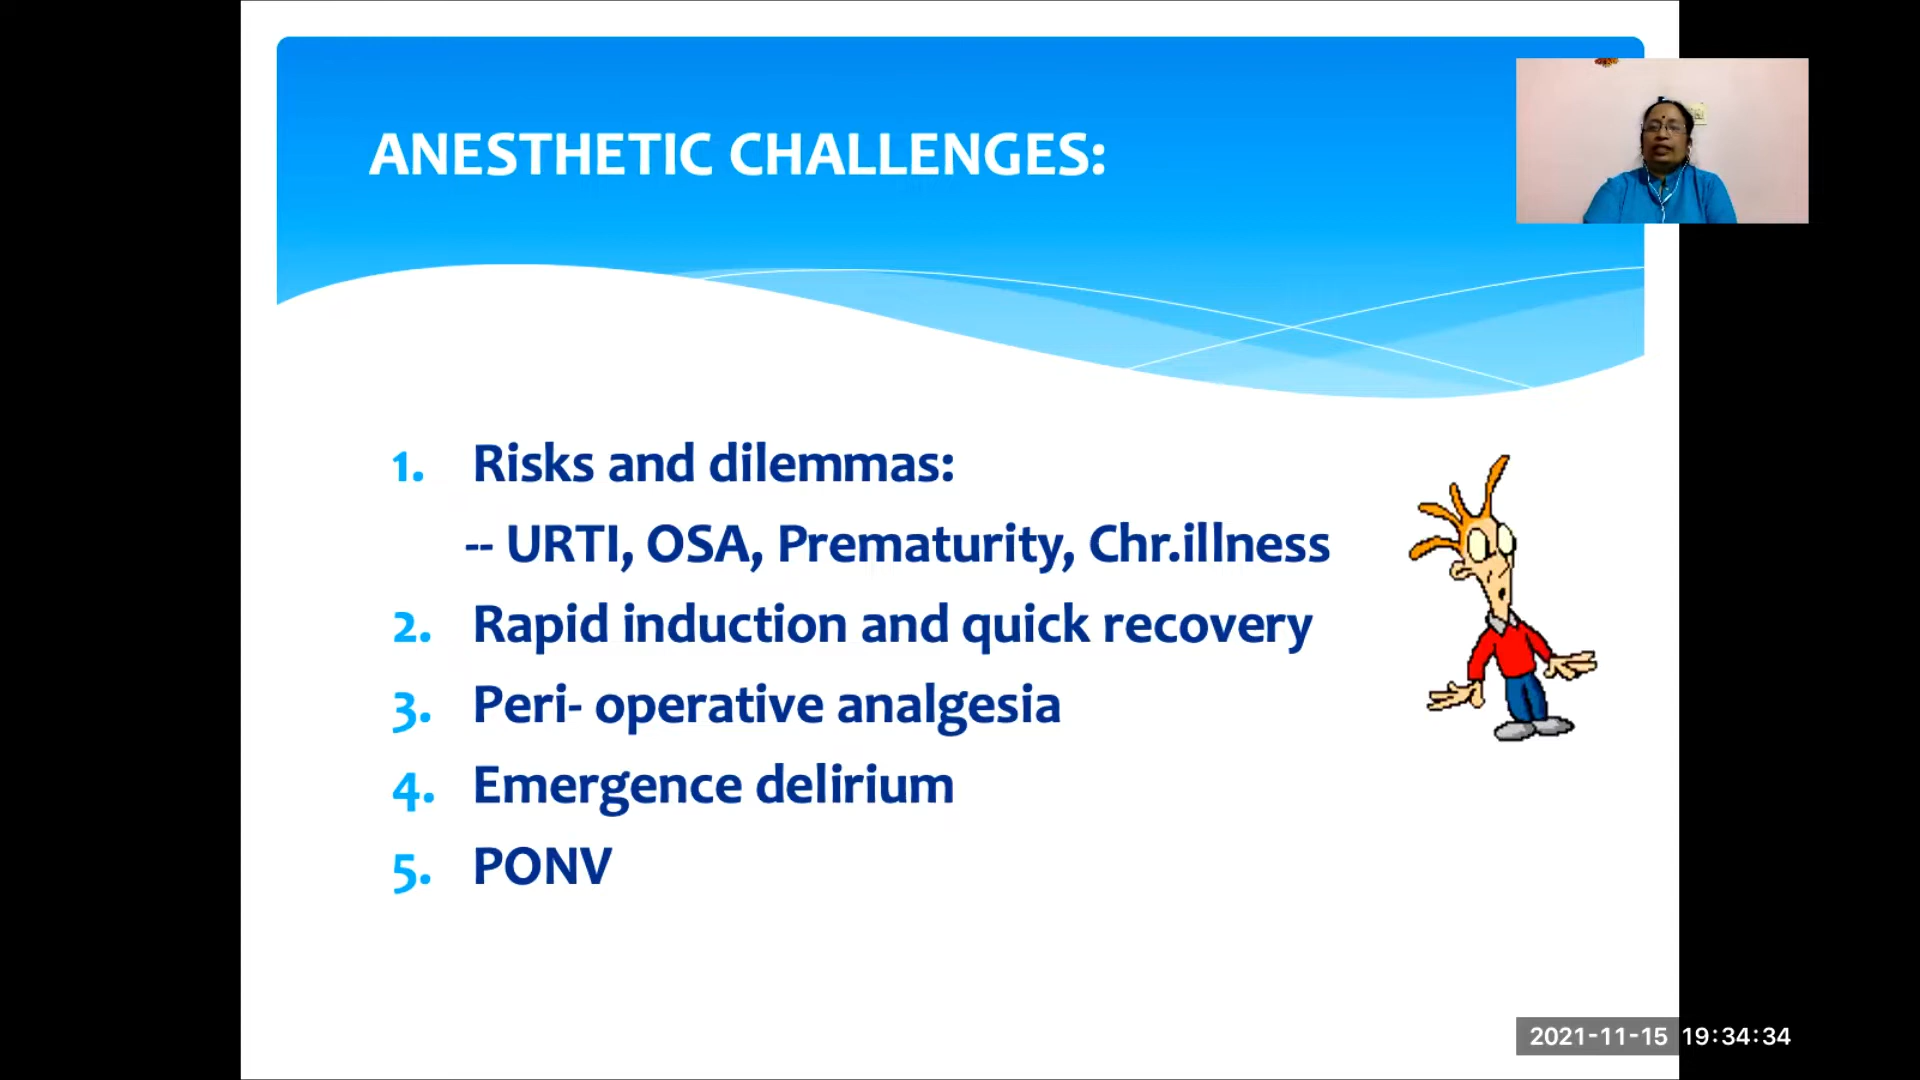 ANESTHETIC CHALLENGES:
1. Risks and dilemmas:
-- URTI, OSA, Prematurity, Chr.illness
2. Rapid induction and quick recovery
3. Peri- operative analgesia
4. Emergence delirium
5. PONV
2021-11-15 19:34:34